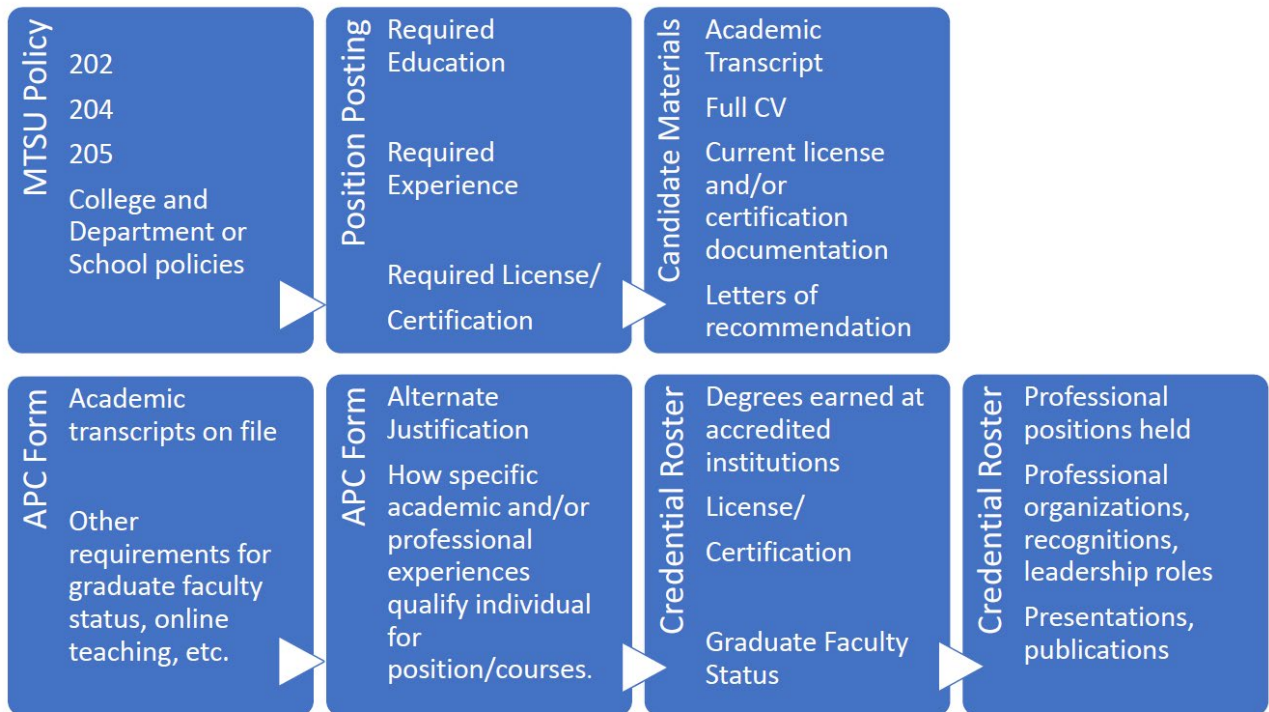 MTSU Policy
202
204
205
College and
Department or
School policies
Position Posting
Required
Education
Required
Experience
Required License/
Certification
Candidate Materials
Academic
Transcript
Full CV
Current license
and/or
certification
documentation
Letters of
recommendation
APC Form
Academic
transcripts on file
Other
requirements for
graduate faculty
status, online
teaching, etc.
APC Form
Alternate
Justification
How specific
academic and/or
professional
experiences
qualify individual
for
position/courses.
Credential Roster
Degrees earned at
accredited
institutions
License/
Certification
Graduate Faculty
Status
Credential Roster
Professional
positions held
Professional
organizations,
recognitions,
leadership roles
Presentations,
publications